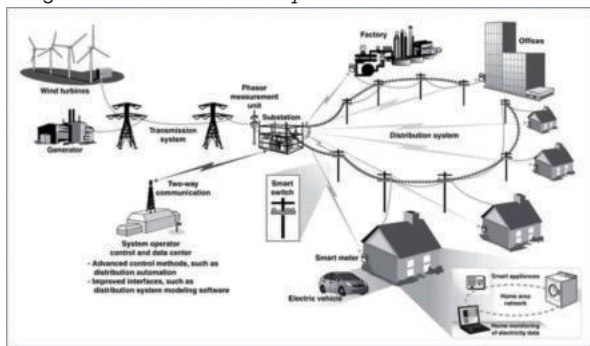 Factory
Offices
Wind turbines
Phasor
measurement
unit
Substation
Transmission
system
Generator
Distribution system
Two-way
communication
Smart
switch
System operator
control and data center
- Advanced control methods, such as
distribution automation
- Improved interfaces, such as
distribution system modeling software
Smart meter
Electric vehicle
Smart appliances
Home area
network
Home monitoring
of electricity data